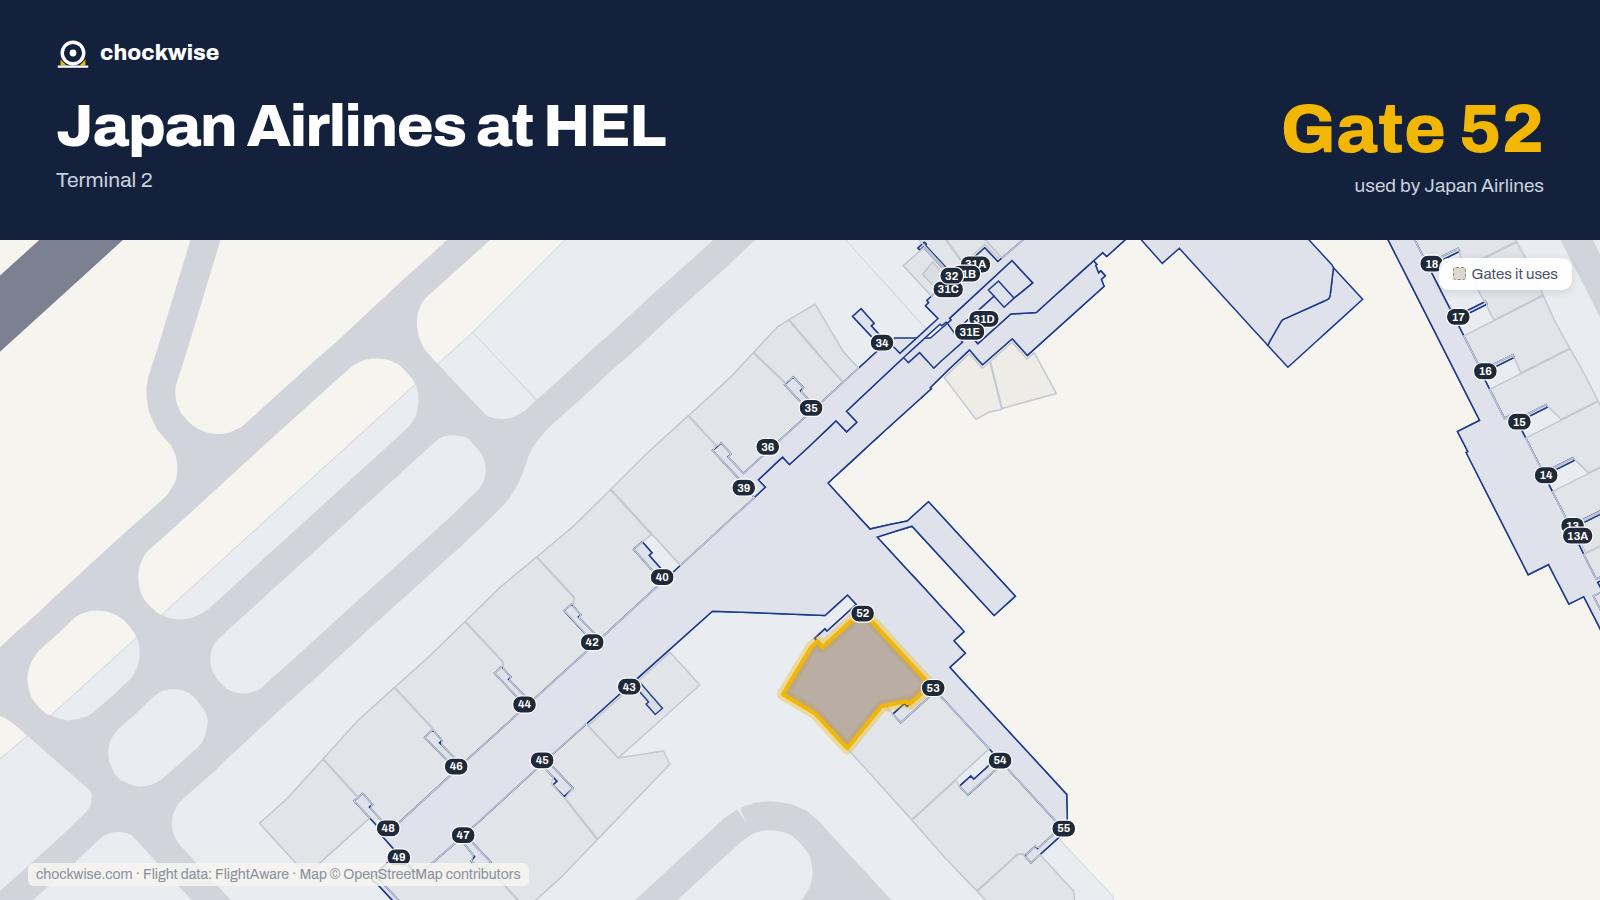 chockwise
Japan Airlines at HEL
Terminal 2
Gate 52
used by Japan Airlines
Gates it uses
18
17
16
15
14
13
13A
31A
1B
32
31C
31D
31E
34
35
36
39
40
42
43
44
45
46
47
48
49
52
53
54
55
chockwise.com · Flight data: FlightAware · Map © OpenStreetMap contributors